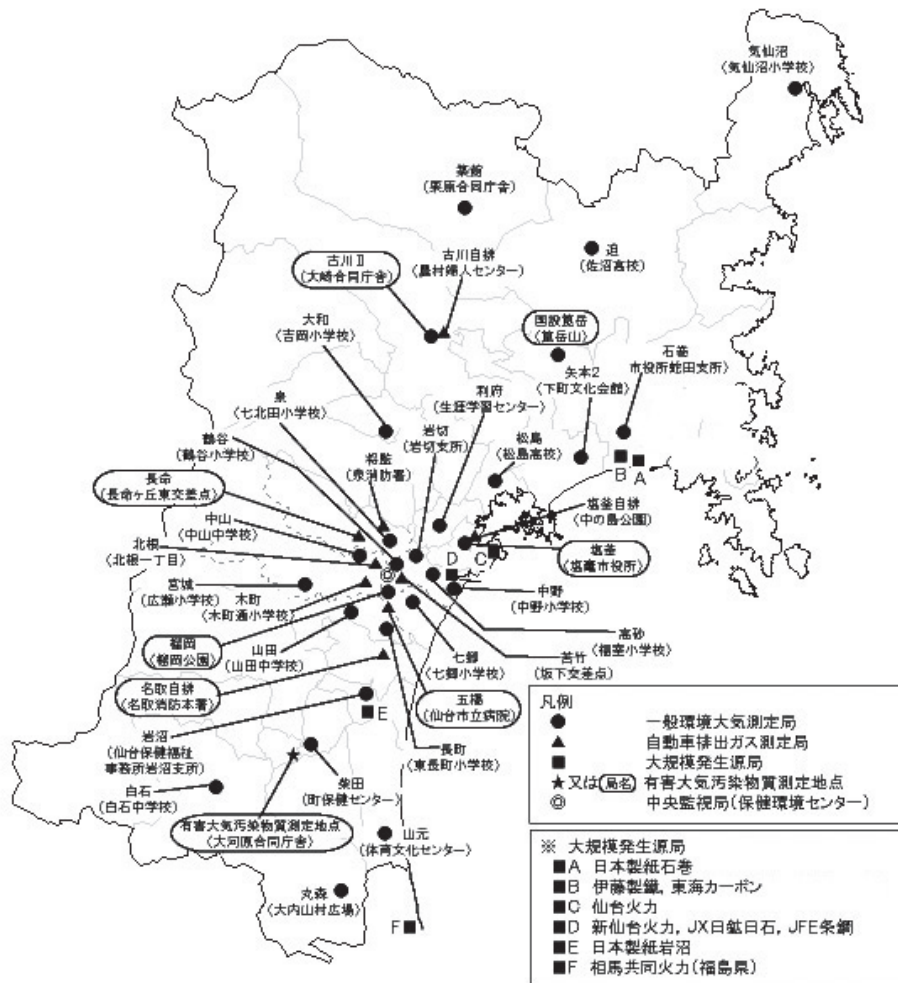 気仙沼
(気仙沼小学校)
築館
(栗原合同庁舎)
古川Ⅱ
(大崎合同庁舎)
古川自排
(農村婦人センター)
迫
(佐沼高校)
国設箟岳
(箟岳山)
大和
(吉岡小学校)
石巻
市役所蛇田支所)
矢本2
(下町文化会館)
泉
(七北田小学校)
利府
(生涯学習センター)
鶴谷
(鶴谷小学校)
岩切
(岩切支所)
松島
(松島高校)
将監
(泉消防署)
B
A
長命
(長命ヶ丘東交差点)
塩釜自排
(中の島公園)
中山
(中山中学校)
北根
(北根一丁目)
塩釜
(塩竈市役所)
D
C
宮城
(広瀬小学校)
木町
(木町通小学校)
中野
(中野小学校)
榴岡
(榴岡公園)
山田
(山田中学校)
七郷
(七郷小学校)
高砂
(福室小学校)
苦竹
(坂下交差点)
名取自排
(名取消防本署)
五橋
(仙台市立病院)
岩沼
(仙台保健福祉
事務所岩沼支所)
E
長町
(東長町小学校)
白石
(白石中学校)
柴田
(町保健センター)
有害大気汚染物質測定地点
(大河原合同庁舎)
山元
(体育文化センター)
丸森
(大内山村広場)
F
凡例
● 一般環境大気測定局
▲ 自動車排出ガス測定局
■ 大規模発生源局
★又は局名 有害大気汚染物質測定地点
◎ 中央監視局(保健環境センター)
※ 大規模発生源局
■A 日本製紙石巻
■B 伊藤製鐵, 東海カーボン
■C 仙台火力
■D 新仙台火力, JX日鉱日石, JFE条鋼
■E 日本製紙岩沼
■F 相馬共同火力(福島県)